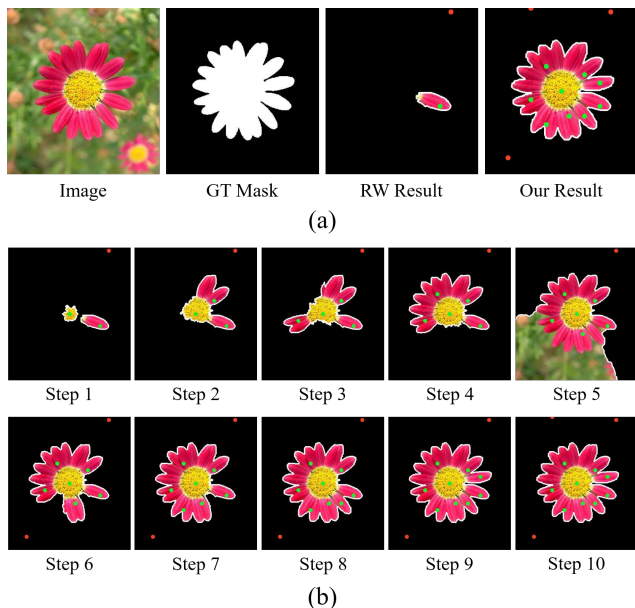 Image GT Mask RW Result Our Result
(a)
Step 1 Step 2 Step 3 Step 4 Step 5
Step 6 Step 7 Step 8 Step 9 Step 10
(b)